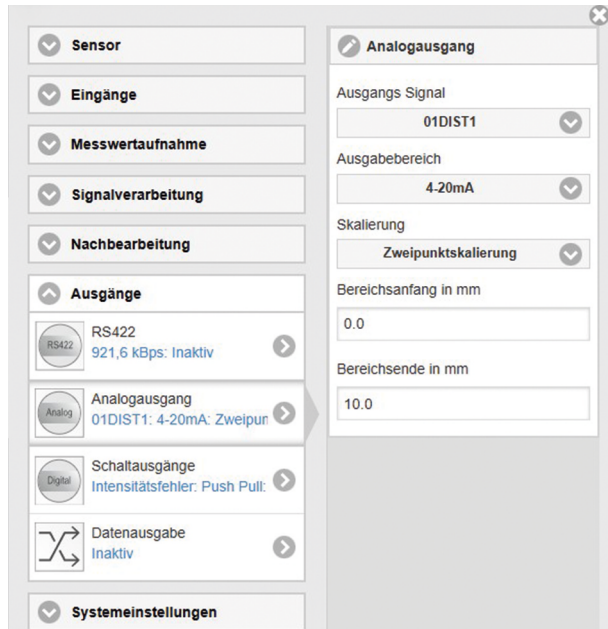 Sensor
Eingänge
Messwertaufnahme
Signalverarbeitung
Nachbearbeitung
Ausgänge
RS422
RS422
921,6 kBps: Inaktiv
Analog
Analogausgang
01DIST1: 4-20mA: Zweipun
Digital
Schaltausgänge
Intensitätsfehler: Push Pull:
Datenausgabe
Inaktiv
Systemeinstellungen
Analogausgang
Ausgangs Signal
01DIST1
Ausgabebereich
4-20mA
Skalierung
Zweipunktskalierung
Bereichsanfang in mm
0.0
Bereichsende in mm
10.0